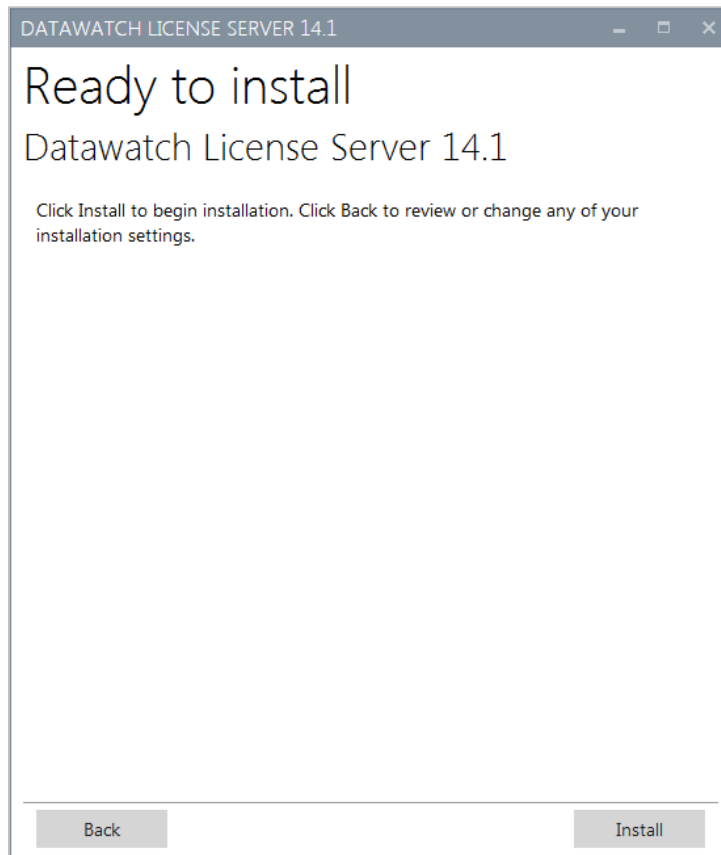 DATAWATCH LICENSE SERVER 14.1
Ready to install
Datawatch License Server 14.1
Click Install to begin installation. Click Back to review or change any of your
installation settings.
Back Install